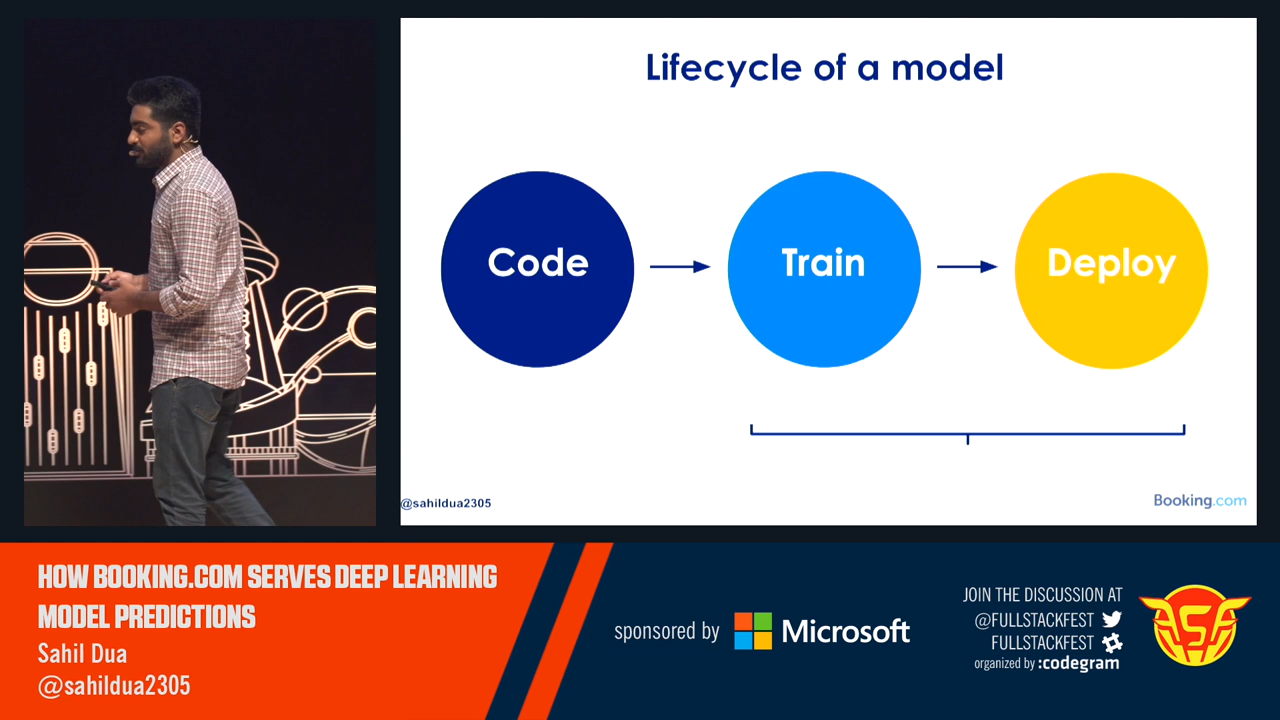 Lifecycle of a model
Code
Train
Deploy
@sahildua2305
Booking.com
HOW BOOKING.COM SERVES DEEP LEARNING
MODEL PREDICTIONS
Sahil Dua
@sahildua2305
sponsored by
Microsoft
JOIN THE DISCUSSION AT
@FULLSTACKFEST
FULLSTACKFEST
organized by :codegram
FSF